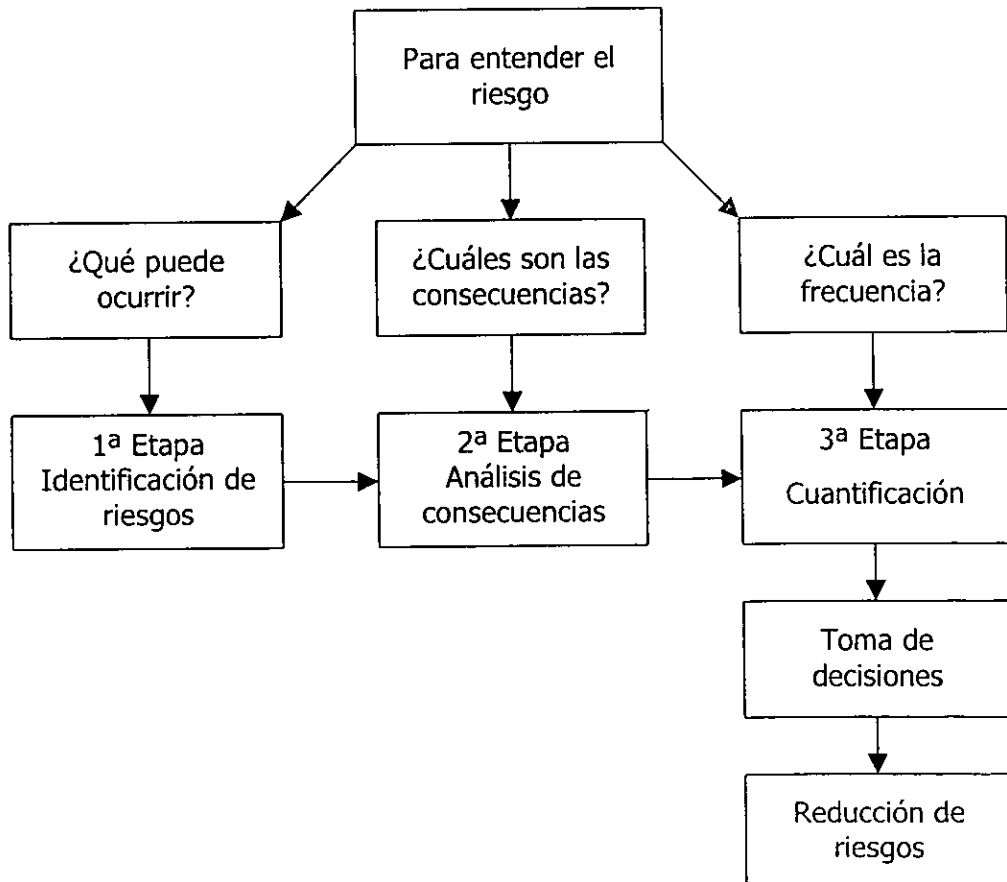 Para entender el
riesgo
¿Qué puede
ocurrir?
¿Cuáles son las
consecuencias?
¿Cuál es la
frecuencia?
1ª Etapa
Identificación de
riesgos
2ª Etapa
Análisis de
consecuencias
3ª Etapa
Cuantificación
Toma de
decisiones
Reducción de
riesgos